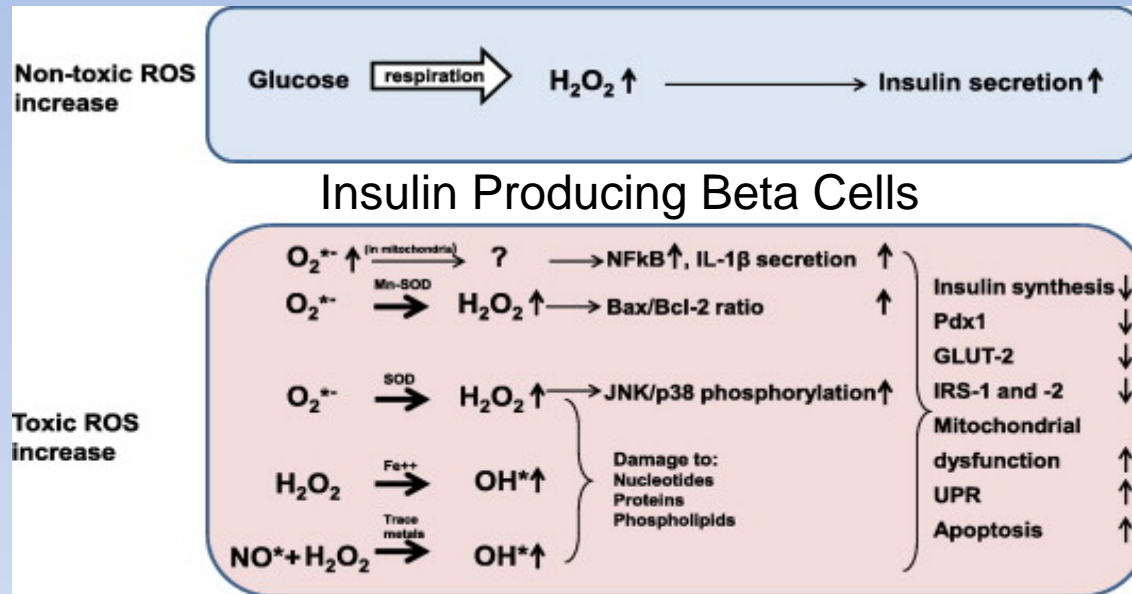 Non-toxic ROS increase
Glucose respiration H₂O₂ ↑ → Insulin secretion ↑
Insulin Producing Beta Cells
Toxic ROS increase
O₂*- ↑ (in mitochondria) → ? → NFkB↑, IL-1β secretion ↑
O₂*- Mn-SOD → H₂O₂ ↑ → Bax/Bcl-2 ratio ↑
O₂*- SOD → H₂O₂ ↑ → JNK/p38 phosphorylation ↑
H₂O₂ Fe++ → OH*↑
NO*+H₂O₂ Trace metals → OH*↑
Damage to:
Nucleotides
Proteins
Phospholipids
Insulin synthesis ↓
Pdx1 ↓
GLUT-2 ↓
IRS-1 and -2 ↓
Mitochondrial
dysfunction ↑
UPR ↑
Apoptosis ↑